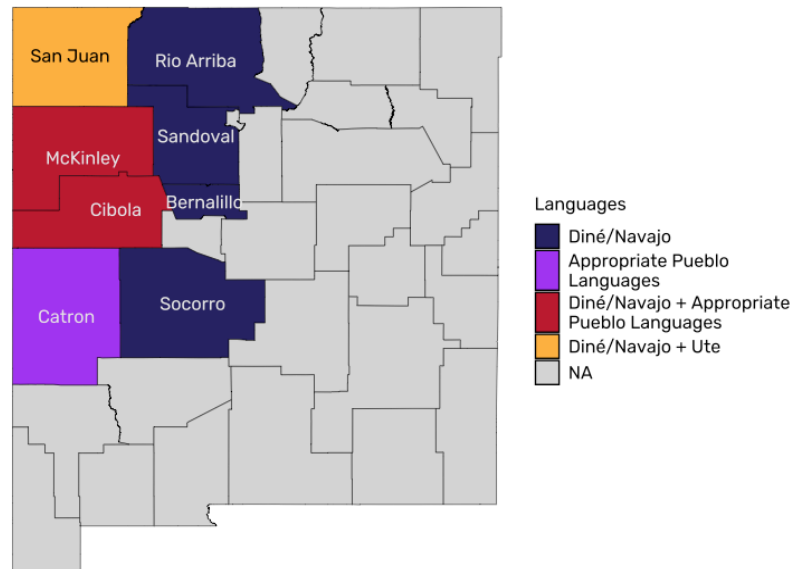 San Juan
Rio Arriba
Sandoval
McKinley
Bernalillo
Cibola
Socorro
Catron
Languages
Diné/Navajo
Appropriate Pueblo
Languages
Diné/Navajo + Appropriate
Pueblo Languages
Diné/Navajo + Ute
NA